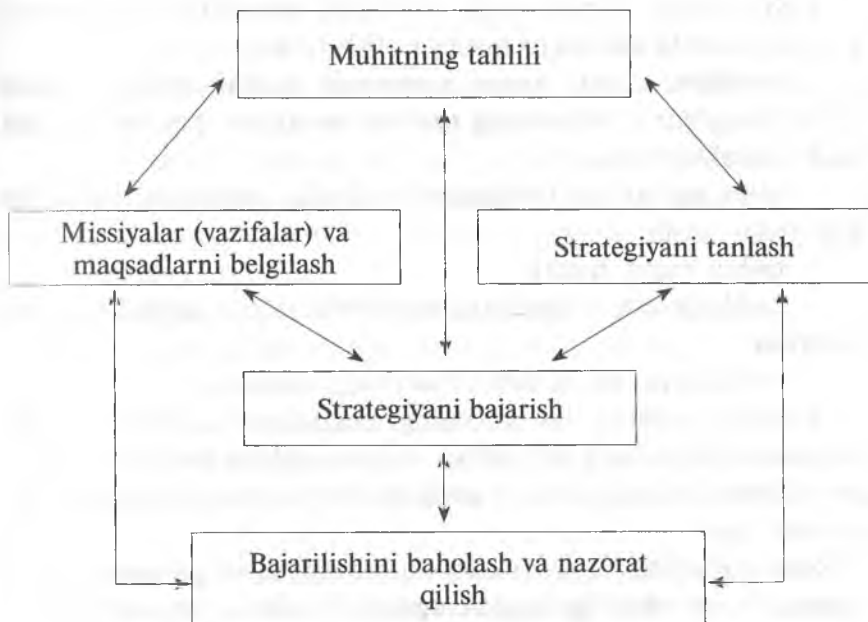 Muhitning tahlili
Missiyalar (vazifalar) va
maqsadlarni belgilash
Strategiyani tanlash
Strategiyani bajarish
Bajarilishini baholash va nazorat
qilish